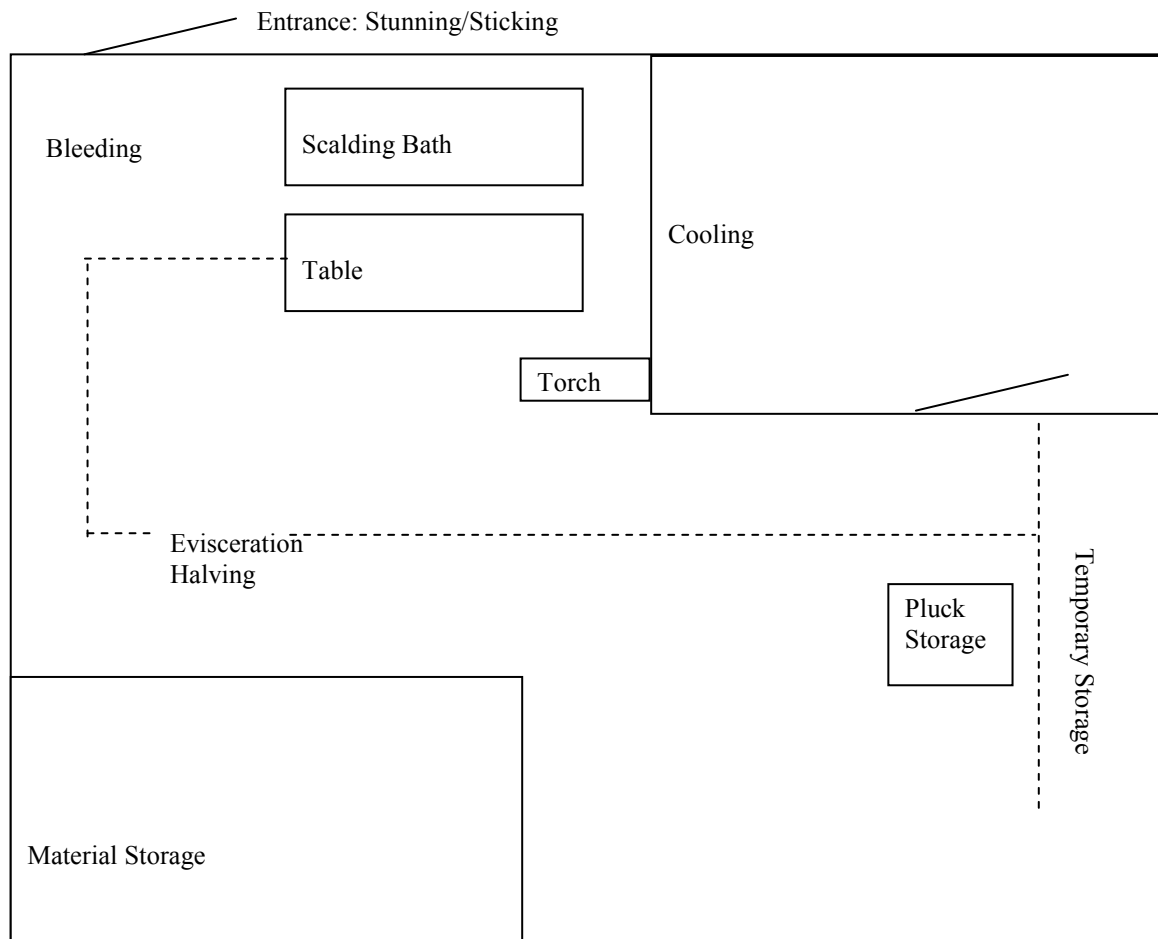 Entrance: Stunning/Sticking
Bleeding
Scalding Bath
Cooling
Table
Torch
Evisceration
Halving
Pluck
Storage
Temporary Storage
Material Storage